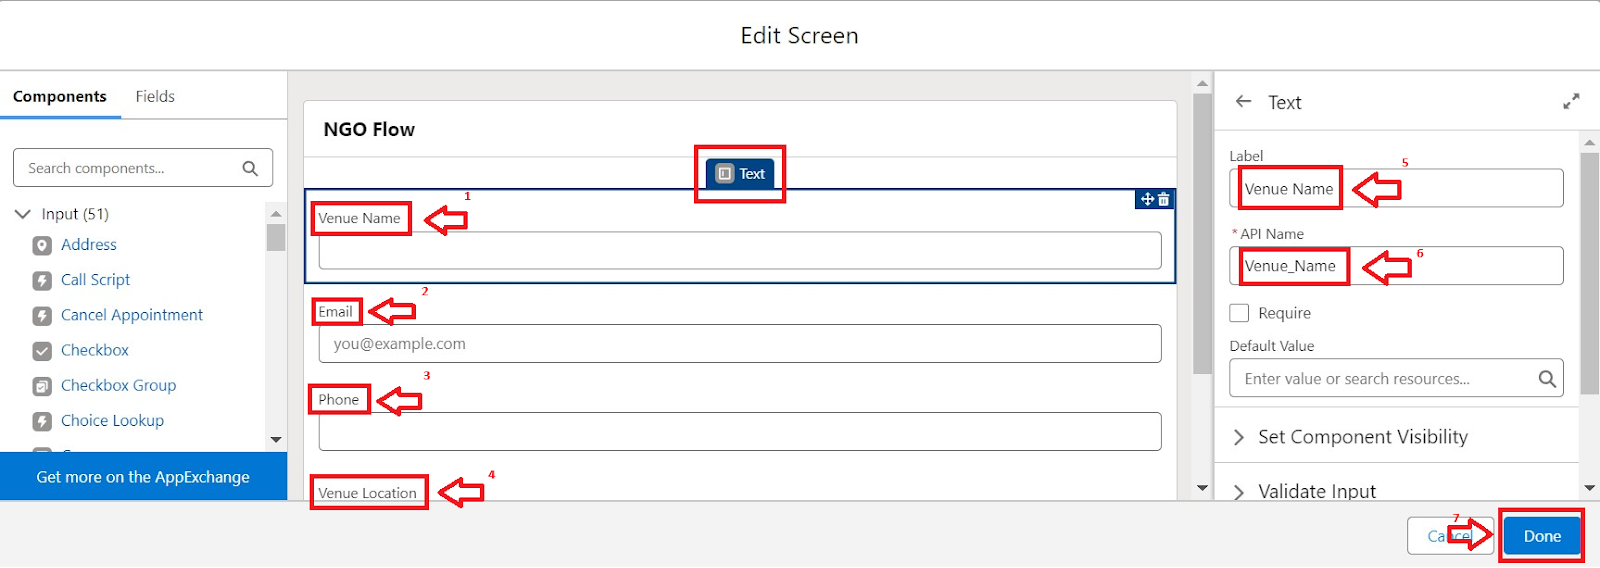 Edit Screen
Components Fields
Search components...
Input (51)
Address
Call Script
Cancel Appointment
Checkbox
Checkbox Group
Choice Lookup
Get more on the AppExchange
NGO Flow
Text
Venue Name 1
Email 2
you@example.com
Phone 3
Venue Location 4
Text
Label
Venue Name 5
* API Name
Venue_Name 6
Require
Default Value
Enter value or search resources...
Set Component Visibility
Validate Input
Cancel 7 Done